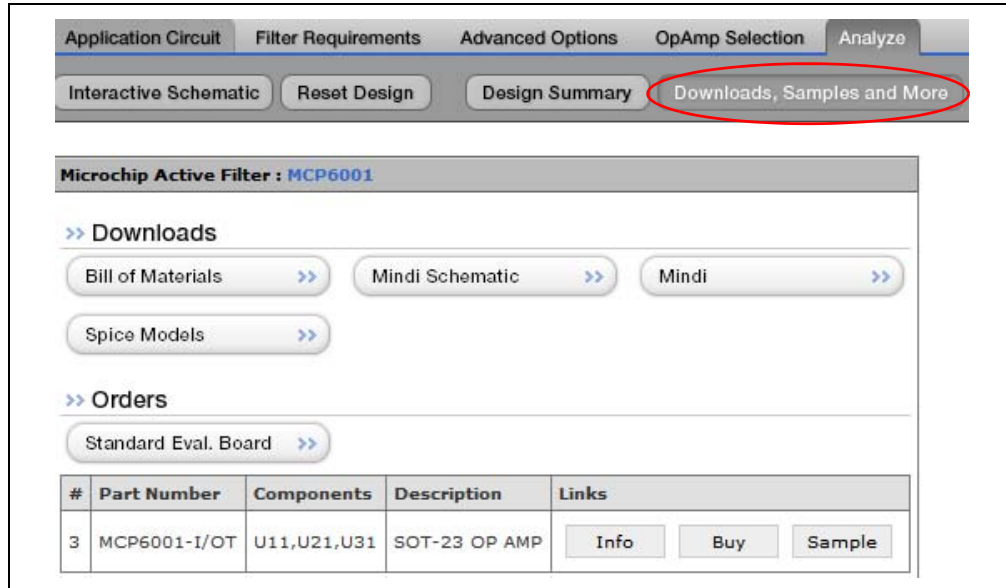 Application Circuit Filter Requirements Advanced Options OpAmp Selection Analyze
Interactive Schematic Reset Design Design Summary Downloads, Samples and More
Microchip Active Filter : MCP6001
>> Downloads
Bill of Materials >> Mindi Schematic >> Mindi >>
Spice Models >>
>> Orders
Standard Eval. Board >>
# Part Number Components Description Links
3 MCP6001-I/OT U11,U21,U31 SOT-23 OP AMP Info Buy Sample